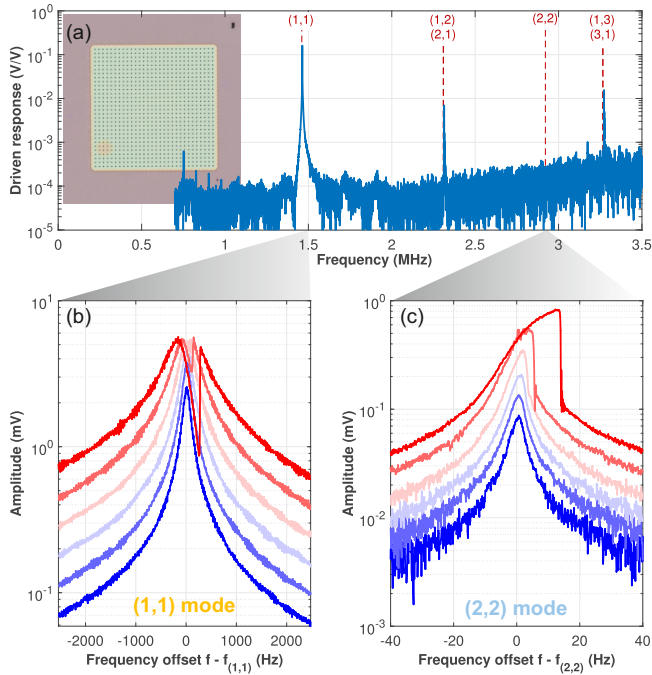 (a)
(1,1) (1,2) (2,2) (1,3)
(2,1) (3,1)
Driven response (V/V)
10^0
10^-1
10^-2
10^-3
10^-4
10^-5
0 0.5 1 1.5 2 2.5 3 3.5
Frequency (MHz)
(b)
Amplitude (mV)
10^1
10^0
10^-1
(1,1) mode
-2000 -1000 0 1000 2000
Frequency offset f - f_(1,1) (Hz)
(c)
Amplitude (mV)
10^0
10^-1
10^-2
10^-3
(2,2) mode
-40 -20 0 20 40
Frequency offset f - f_(2,2) (Hz)